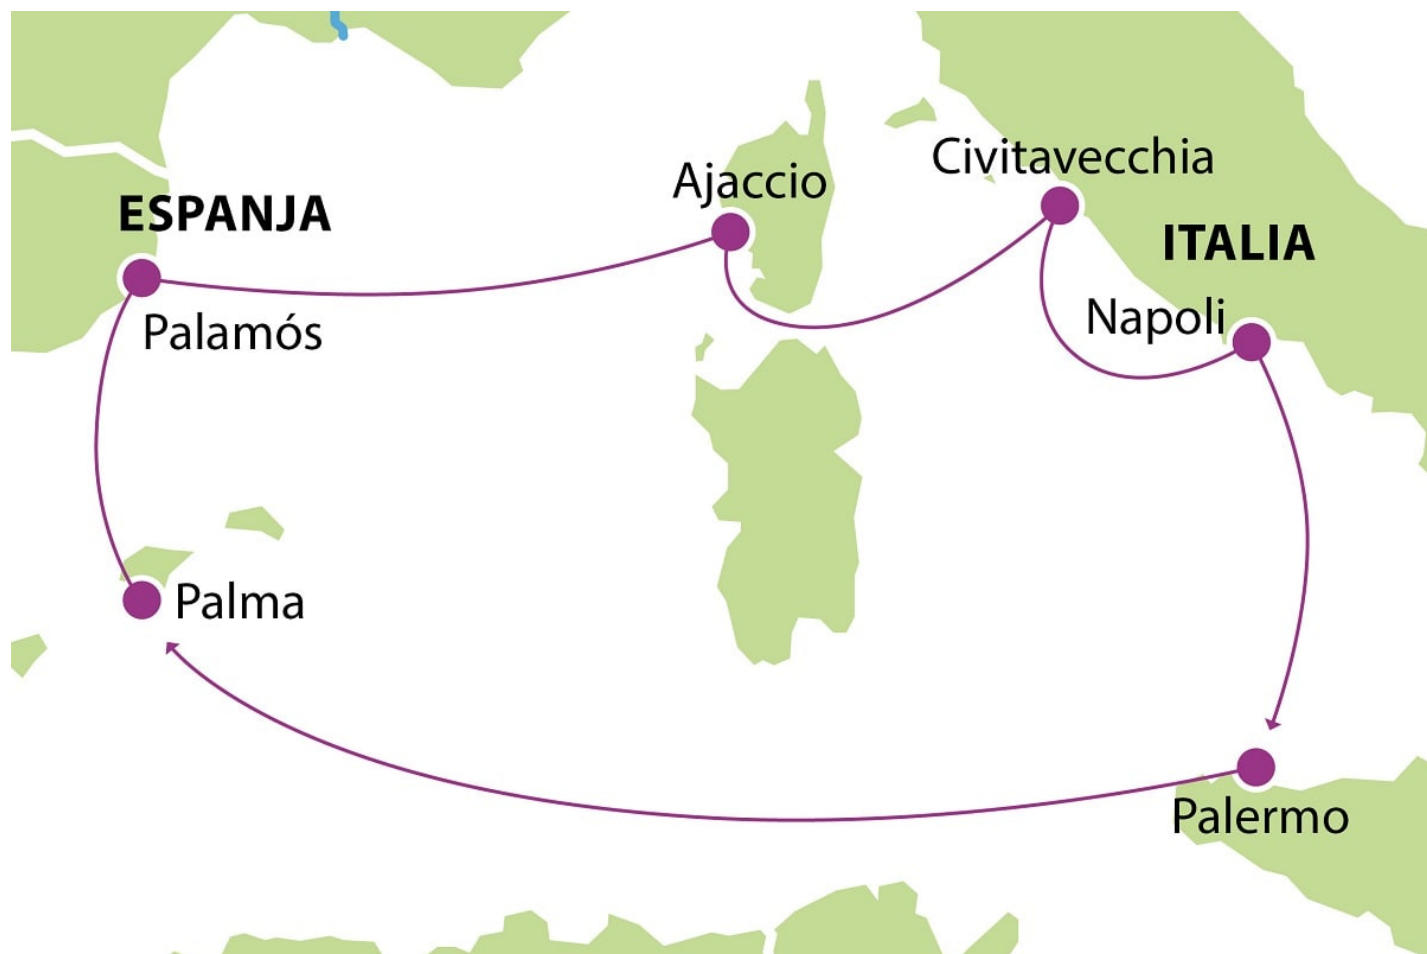 Civitavecchia
Ajaccio
ESPANJA
ITALIA
Napoli
Palamós
Palma
Palermo